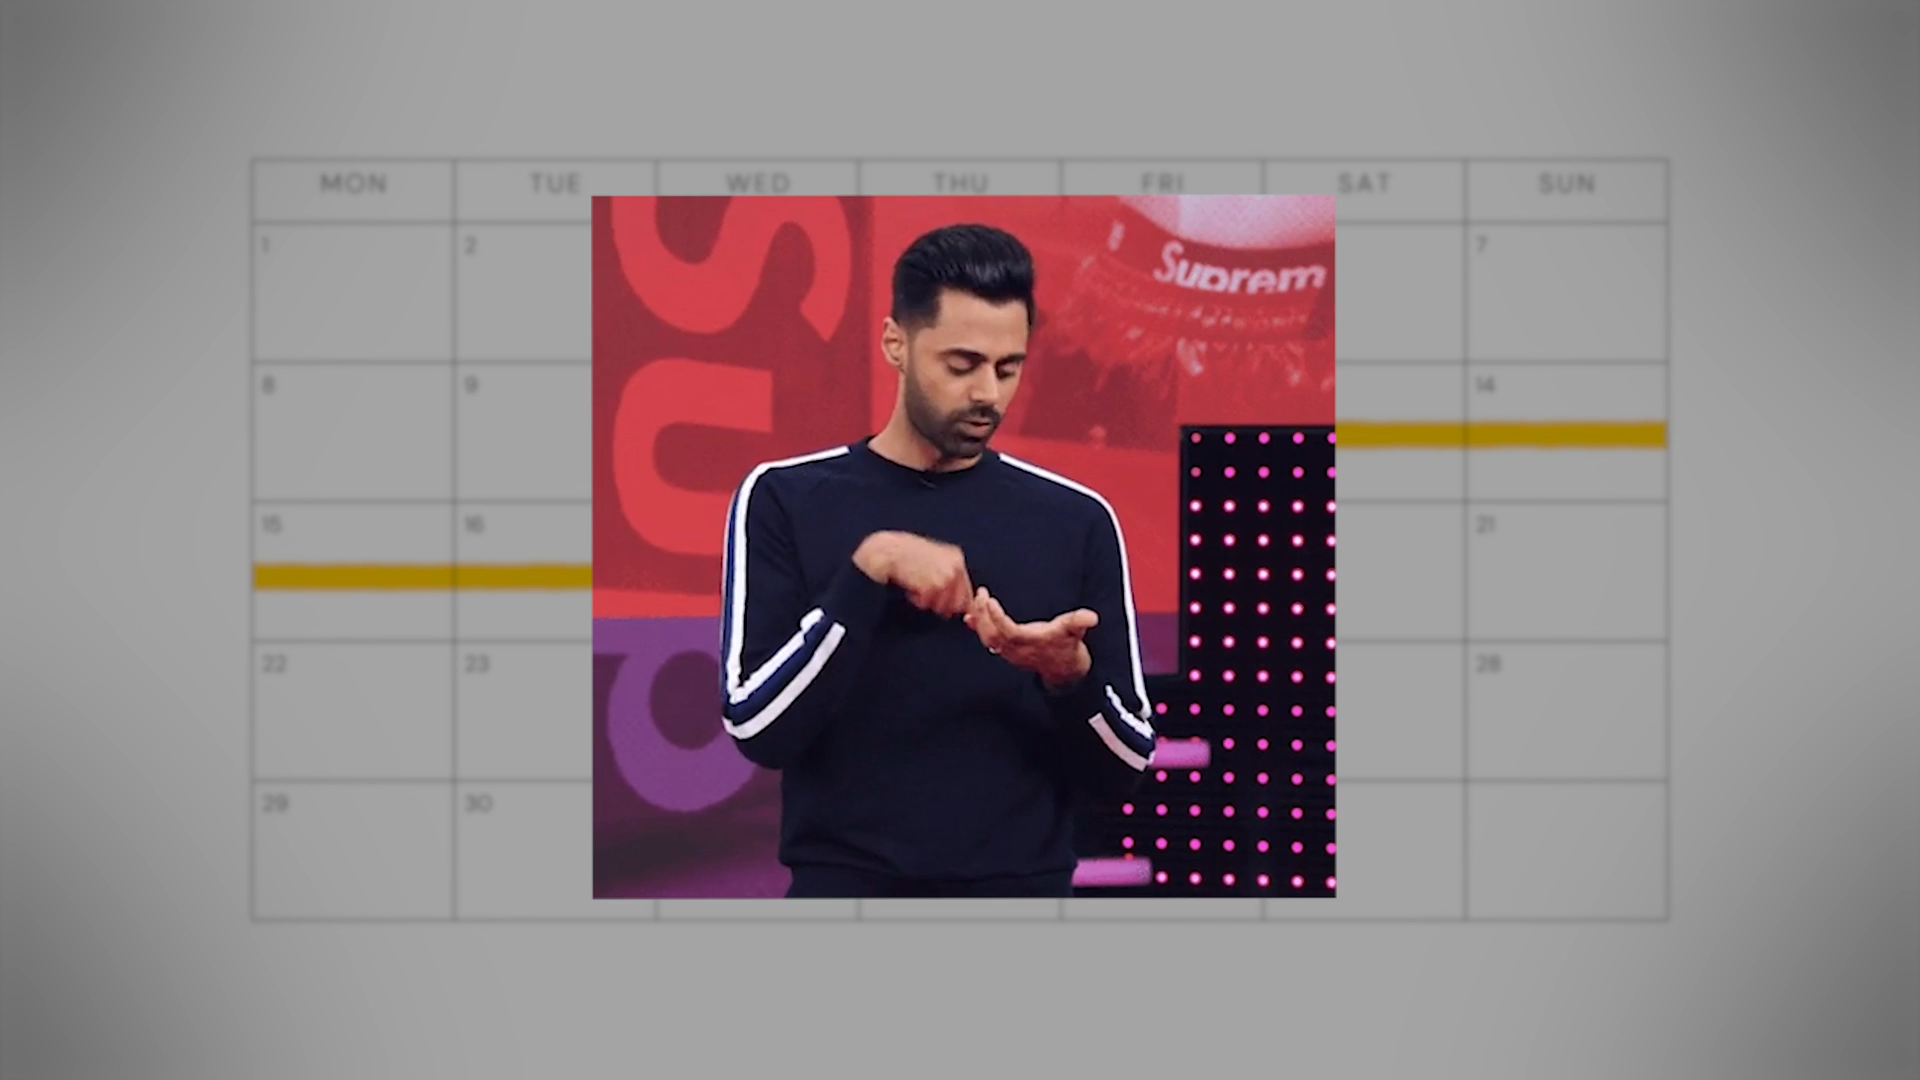 MON TUE WED THU FRI SAT SUN
1 2 7
Suprem
8 9 14
15 16 21
22 23 28
29 30